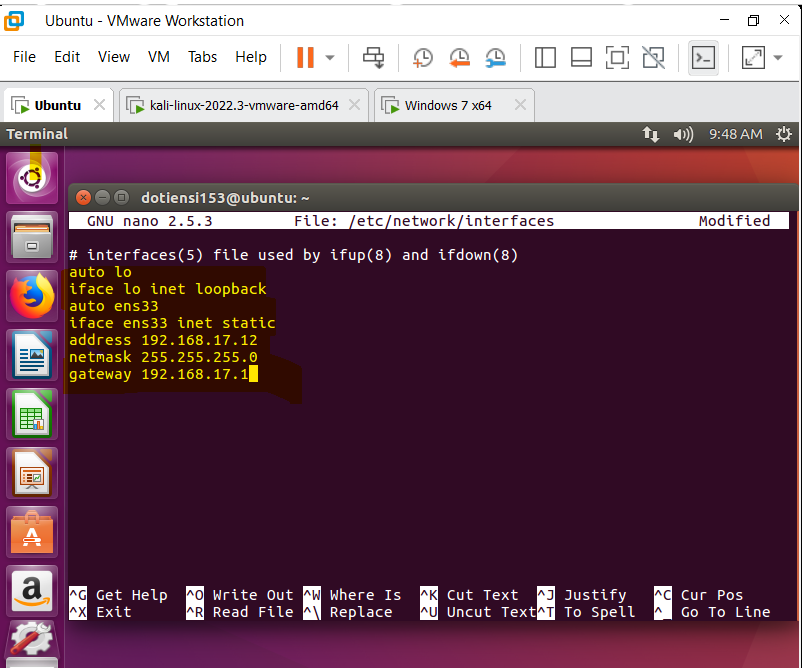 Ubuntu - VMware Workstation
File Edit View VM Tabs Help
Ubuntu kali-linux-2022.3-vmware-amd64 Windows 7 x64
Terminal 9:48 AM
dotiensi153@ubuntu: ~
GNU nano 2.5.3 File: /etc/network/interfaces Modified
# interfaces(5) file used by ifup(8) and ifdown(8)
auto lo
iface lo inet loopback
auto ens33
iface ens33 inet static
address 192.168.17.12
netmask 255.255.255.0
gateway 192.168.17.1
^G Get Help ^O Write Out ^W Where Is ^K Cut Text ^J Justify ^C Cur Pos
^X Exit ^R Read File ^\ Replace ^U Uncut Text ^T To Spell ^_ Go To Line